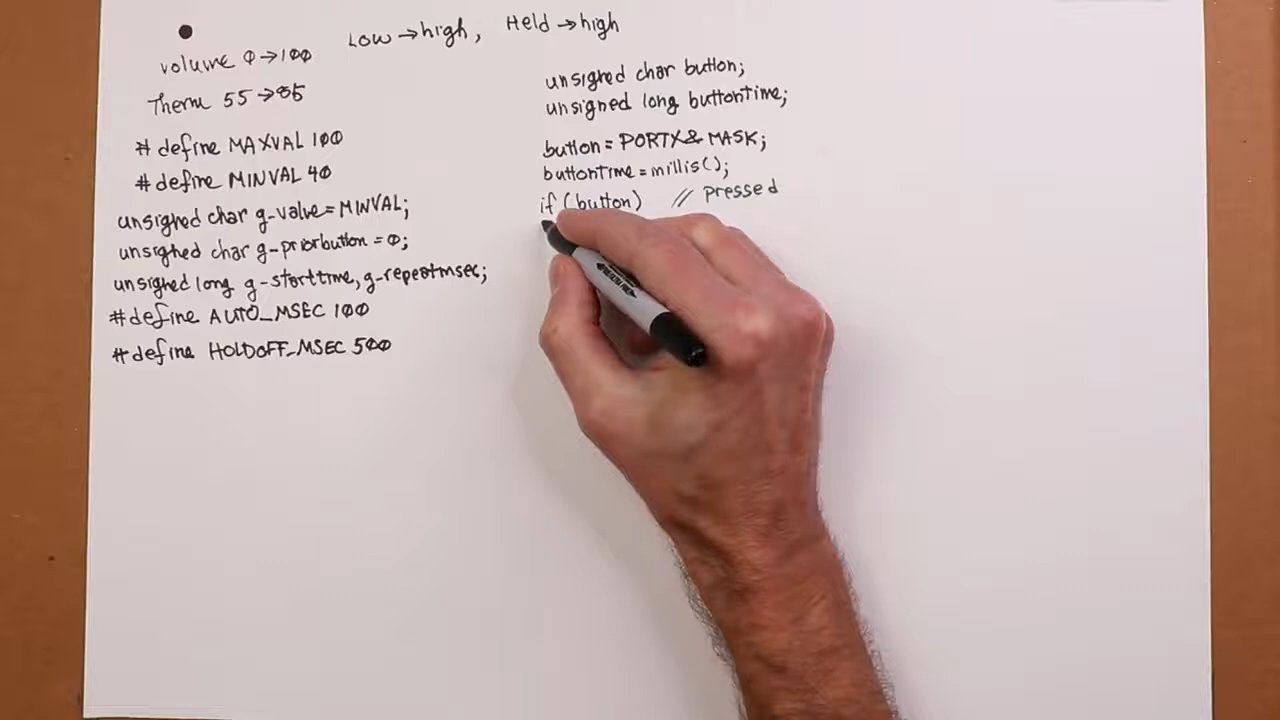 Low → high, Held → high
volume 0 → 100
Therm 55 → 85
# define MAXVAL 100
# define MINVAL 40
unsigned char g-value = MINVAL;
unsigned char g-priorbutton = 0;
unsigned long g-starttime, g-repeatmsec;
# define AUTO_MSEC 100
# define HOLDOFF_MSEC 500
unsigned char button;
unsigned long buttontime;
button = PORTX & MASK;
buttontime = millis();
if (button) // pressed